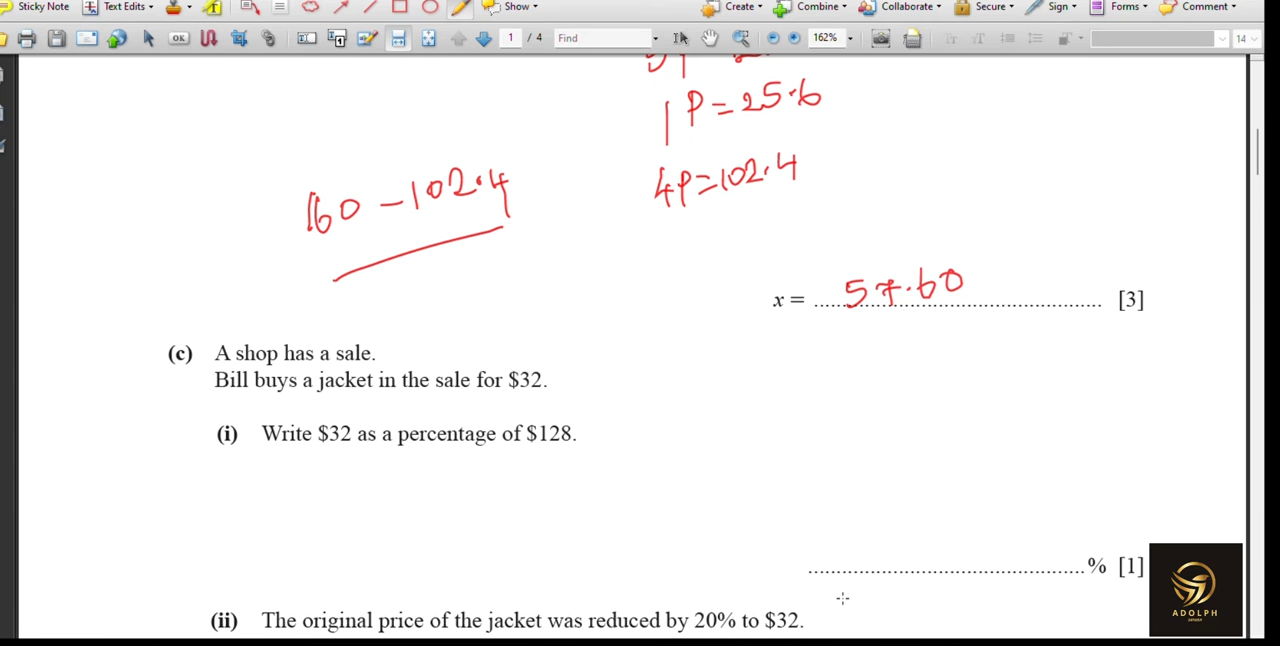 Sticky Note Text Edits Show Create Combine Collaborate Secure Sign Forms Comment
OK 1 / 4 Find 162% 14
1P = 25.6
4P = 102.4
160 - 102.4
x = 57.60 [3]
(c) A shop has a sale.
Bill buys a jacket in the sale for $32.
(i) Write $32 as a percentage of $128.
% [1]
ADOLPH
(ii) The original price of the jacket was reduced by 20% to $32.